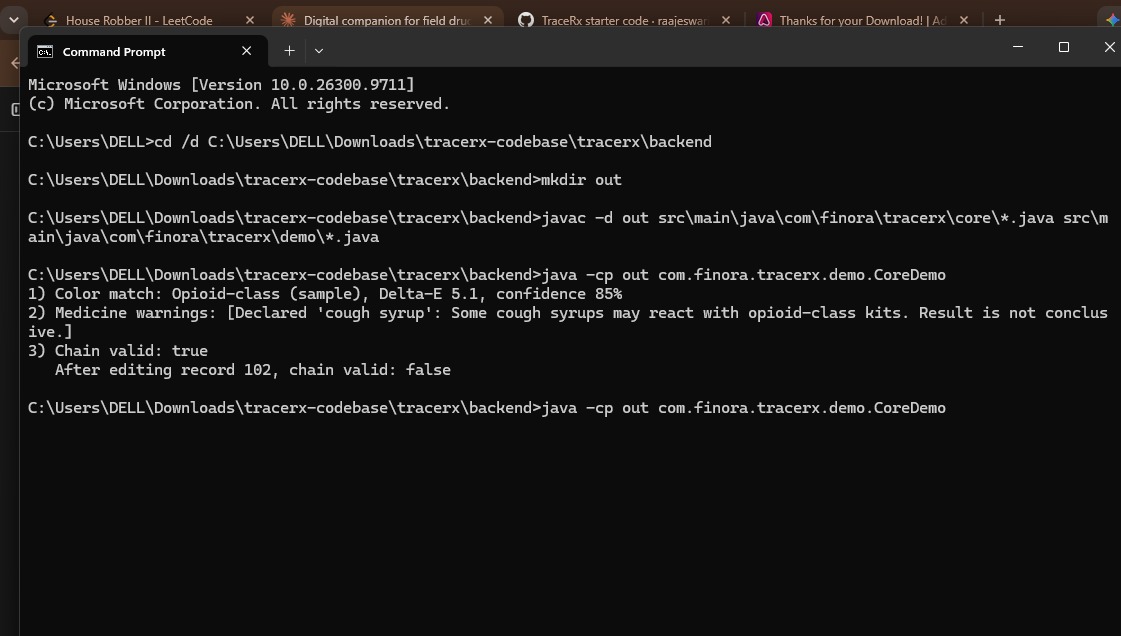 House Robber II - LeetCode
Digital companion for field dru
TraceRx starter code · raajeswar
Thanks for your Download! | Ad
Command Prompt
Microsoft Windows [Version 10.0.26300.9711]
(c) Microsoft Corporation. All rights reserved.
C:\Users\DELL>cd /d C:\Users\DELL\Downloads\tracerx-codebase\tracerx\backend
C:\Users\DELL\Downloads\tracerx-codebase\tracerx\backend>mkdir out
C:\Users\DELL\Downloads\tracerx-codebase\tracerx\backend>javac -d out src\main\java\com\finora\tracerx\core\*.java src\m
ain\java\com\finora\tracerx\demo\*.java
C:\Users\DELL\Downloads\tracerx-codebase\tracerx\backend>java -cp out com.finora.tracerx.demo.CoreDemo
1) Color match: Opioid-class (sample), Delta-E 5.1, confidence 85%
2) Medicine warnings: [Declared 'cough syrup': Some cough syrups may react with opioid-class kits. Result is not conclus
ive.]
3) Chain valid: true
   After editing record 102, chain valid: false
C:\Users\DELL\Downloads\tracerx-codebase\tracerx\backend>java -cp out com.finora.tracerx.demo.CoreDemo